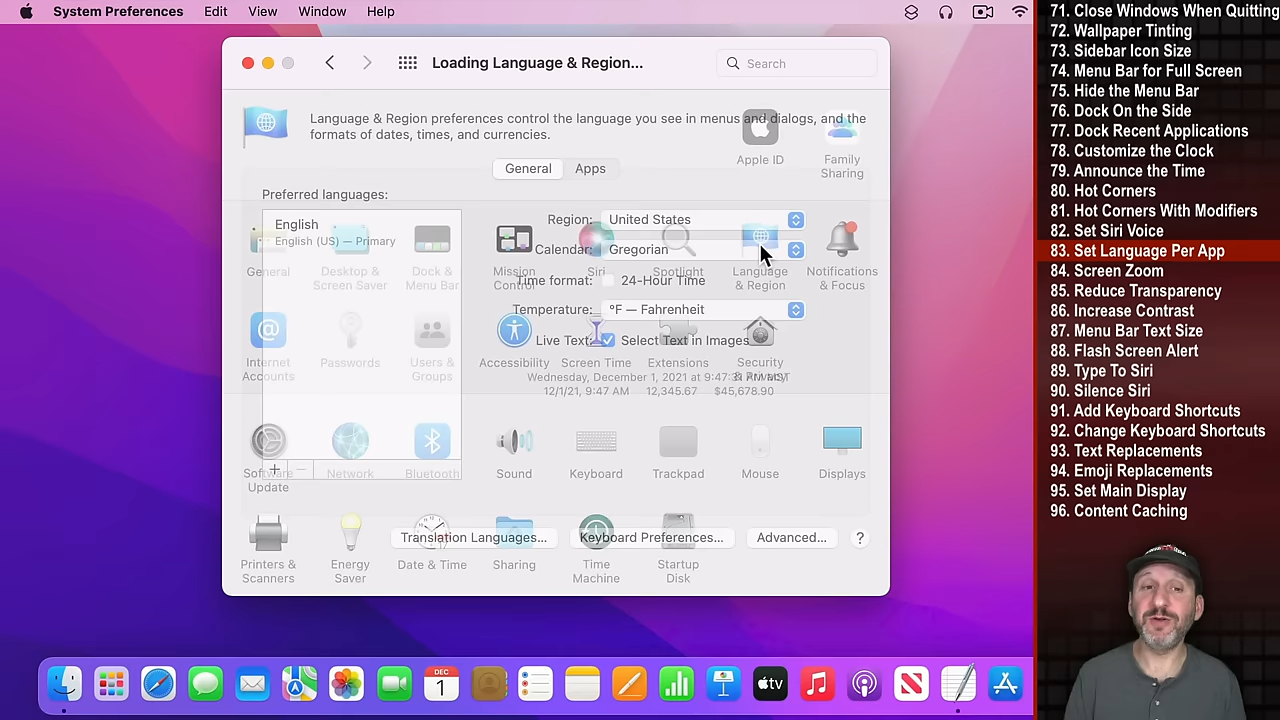 System Preferences Edit View Window Help
Loading Language & Region...
Search
Language & Region preferences control the language you see in menus and dialogs, and the
formats of dates, times, and currencies.
Apple ID
Family
Sharing
General Apps
Preferred languages:
English
English (US) — Primary
Region: United States
Calendar: Gregorian
Time format: 24-Hour Time
Temperature: °F — Fahrenheit
Live Text: Select Text in Images
Wednesday, December 1, 2021 at
12/1/21, 9:47 AM 12,345.67 $45,678.90
General
Desktop &
Screen Saver
Dock &
Menu Bar
Mission
Control
Siri
Spotlight
Language
& Region
Notifications
& Focus
Internet
Accounts
Passwords
Users &
Groups
Accessibility
Screen Time
Extensions
Security
& Privacy
Software
Update
Network
Bluetooth
Sound
Keyboard
Trackpad
Mouse
Displays
Translation Languages...
Keyboard Preferences...
Advanced...
?
Printers &
Scanners
Energy
Saver
Date & Time
Sharing
Time
Machine
Startup
Disk
DEC
1
tv
71. Close Windows When Quitting
72. Wallpaper Tinting
73. Sidebar Icon Size
74. Menu Bar for Full Screen
75. Hide the Menu Bar
76. Dock On the Side
77. Dock Recent Applications
78. Customize the Clock
79. Announce the Time
80. Hot Corners
81. Hot Corners With Modifiers
82. Set Siri Voice
83. Set Language Per App
84. Screen Zoom
85. Reduce Transparency
86. Increase Contrast
87. Menu Bar Text Size
88. Flash Screen Alert
89. Type To Siri
90. Silence Siri
91. Add Keyboard Shortcuts
92. Change Keyboard Shortcuts
93. Text Replacements
94. Emoji Replacements
95. Set Main Display
96. Content Caching